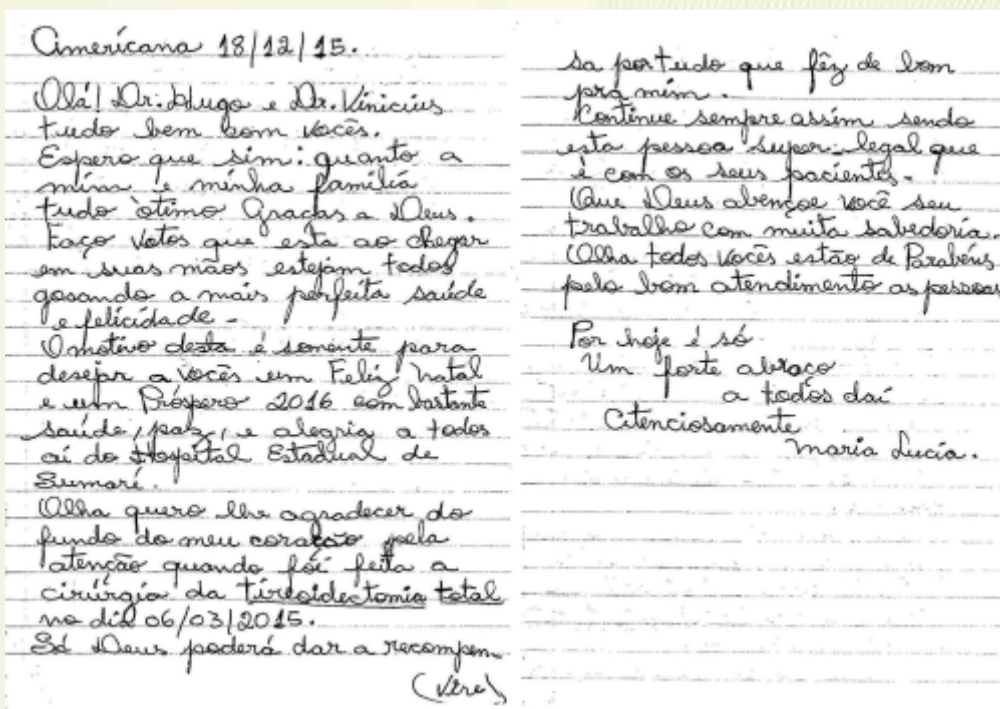 Americana 18/12/15.
Olá! Dr. Hugo e Dr. Vinicius
tudo bem com vocês.
Espero que sim: quanto a
mim e minha família
tudo ótimo Graças a Deus.
Faço votos que esta ao chegar
em suas mãos estejam todos
gosando a mais perfeita saúde
e felicidade -
O motivo desta é somente para
desejar a vocês um Feliz natal
e um Próspero 2016 com bastante
saúde, paz, e alegria a todos
aí do Hospital Estadual de
Sumaré.
Olha quero lhe agradecer do
fundo do meu coração pela
atenção quando foi feita a
cirúrgia da tireoidectomia total
no dia 06/03/2015.
Só Deus poderá dar a recompen-
(Vire)
sa por tudo que fêz de bom
pra mim.
Continue sempre assim sendo
esta pessoa super-legal que
é com os seus pacientes.
Que Deus abençoe você seu
trabalho com muita sabedoria.
Olha todos vocês estão de Parabéns
pelo bom atendimento as pessoas
Por hoje é só
Um forte abraço
a todos daí
Atenciosamente
Maria Lucia.